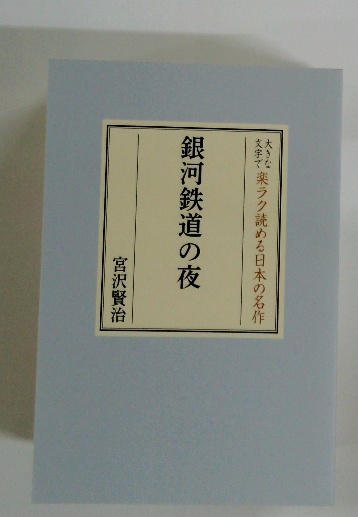 大きな
文字で
楽ラク読める日本の名作
銀河鉄道の夜
宮沢賢治